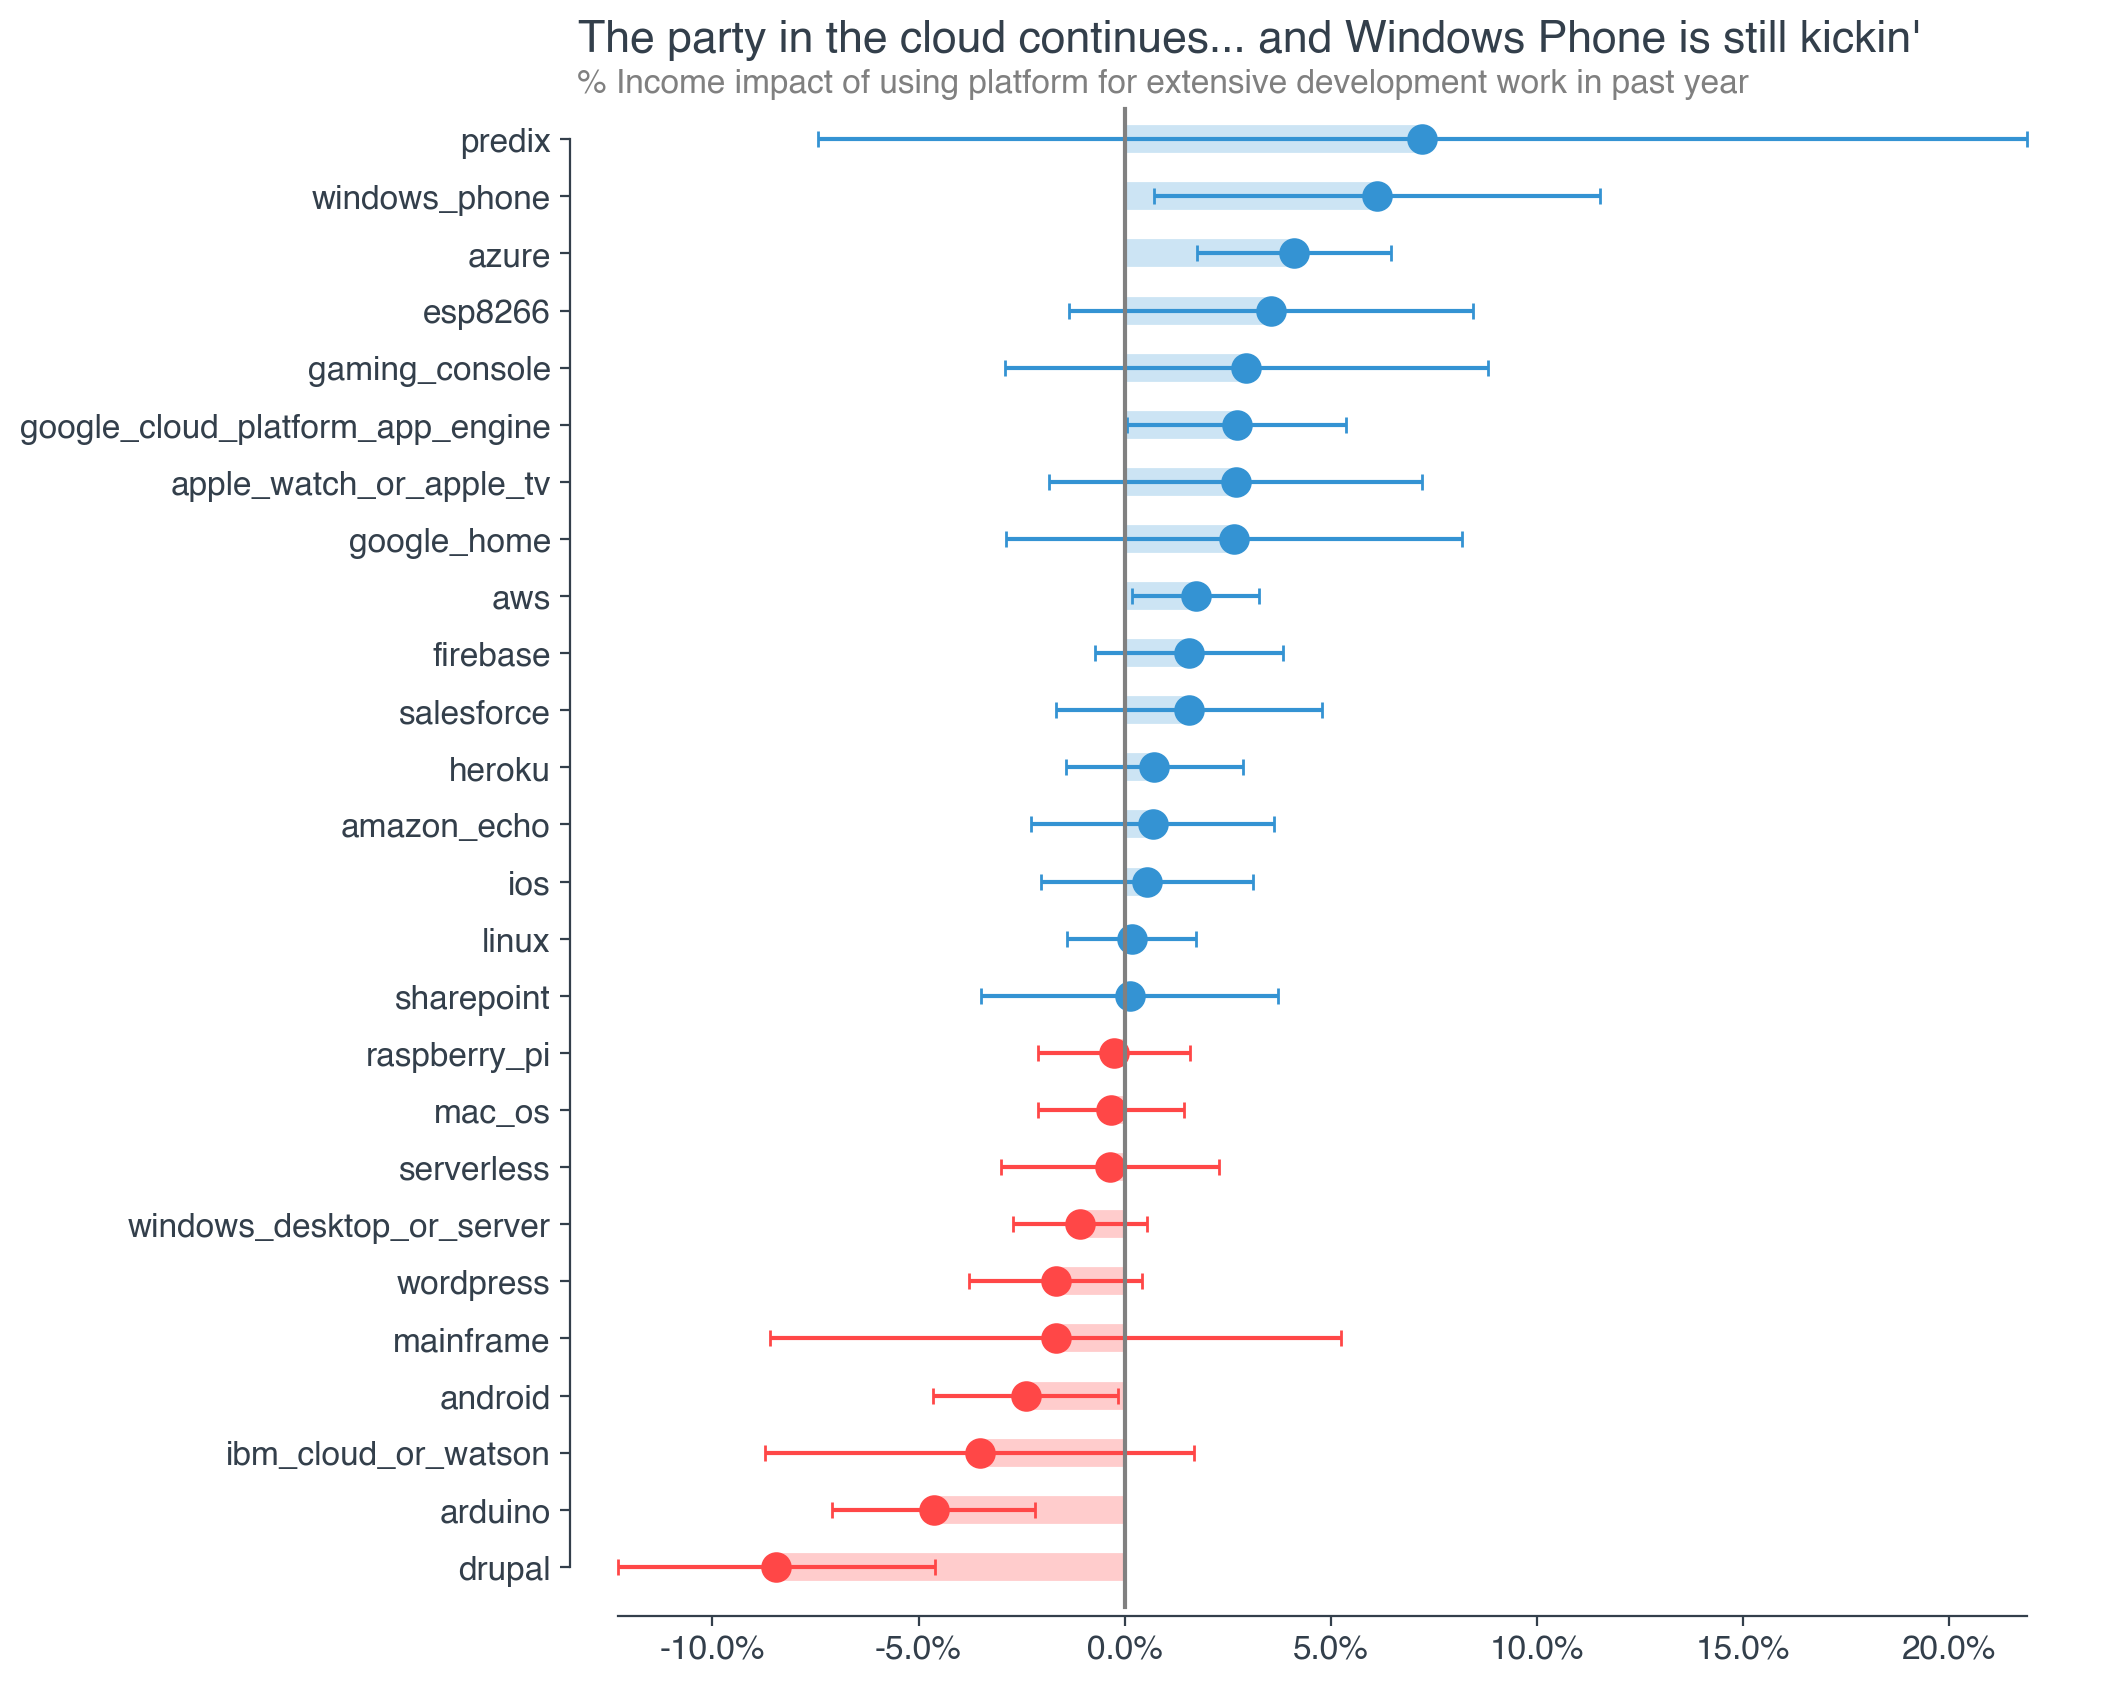 The party in the cloud continues... and Windows Phone is still kickin'
% Income impact of using platform for extensive development work in past year
predix
windows_phone
azure
esp8266
gaming_console
google_cloud_platform_app_engine
apple_watch_or_apple_tv
google_home
aws
firebase
salesforce
heroku
amazon_echo
ios
linux
sharepoint
raspberry_pi
mac_os
serverless
windows_desktop_or_server
wordpress
mainframe
android
ibm_cloud_or_watson
arduino
drupal
-10.0% -5.0% 0.0% 5.0% 10.0% 15.0% 20.0%